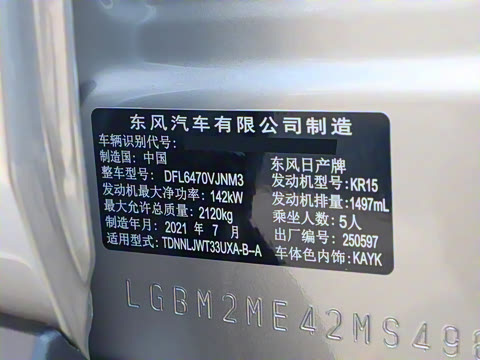 东风汽车有限公司制造
车辆识别代号:
制造国: 中国 东风日产牌
整车型号: DFL6470VJNM3 发动机型号: KR15
发动机最大净功率: 142kW 发动机排量: 1497mL
最大允许总质量: 2120kg 乘坐人数: 5人
制造年月: 2021 年 7 月 出厂编号: 250597
适用型式: TDNNLJWT33UXA-B--A 车体色内饰: KAYK
LGBM2ME42MS498